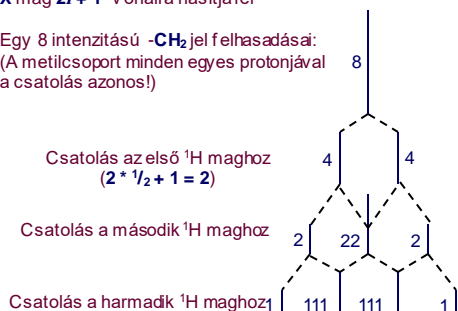 X mag 2I + 1 vonalra hasítja fel
Egy 8 intenzitású -CH₂ jel felhasadásai:
(A metilcsoport minden egyes protonjával
a csatolás azonos!)
8
Csatolás az első ¹H maghoz
(2 * ¹/₂ + 1 = 2)
4
4
Csatolás a második ¹H maghoz
2
22
2
Csatolás a harmadik ¹H maghoz
1
111
111
1